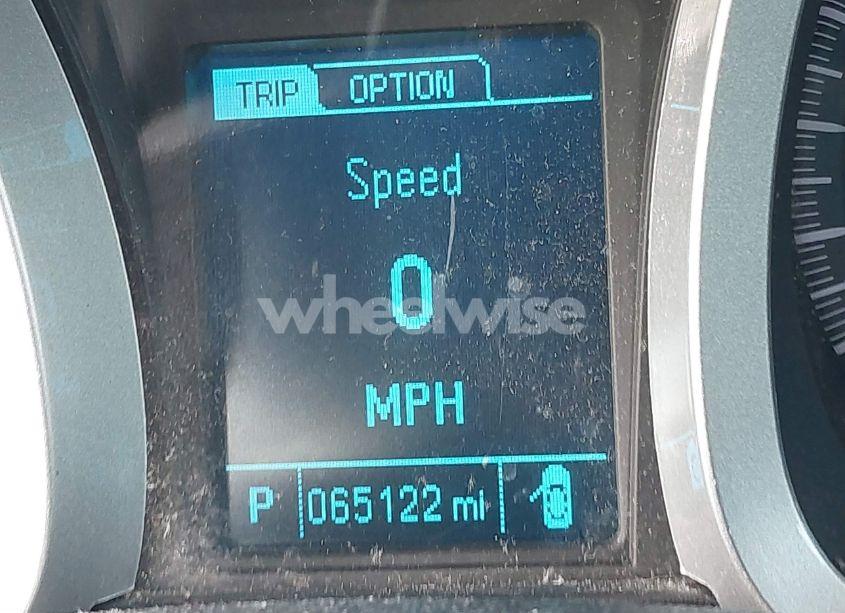 TRIP OPTION
Speed
0
wheelwise
MPH
P 065122 mi